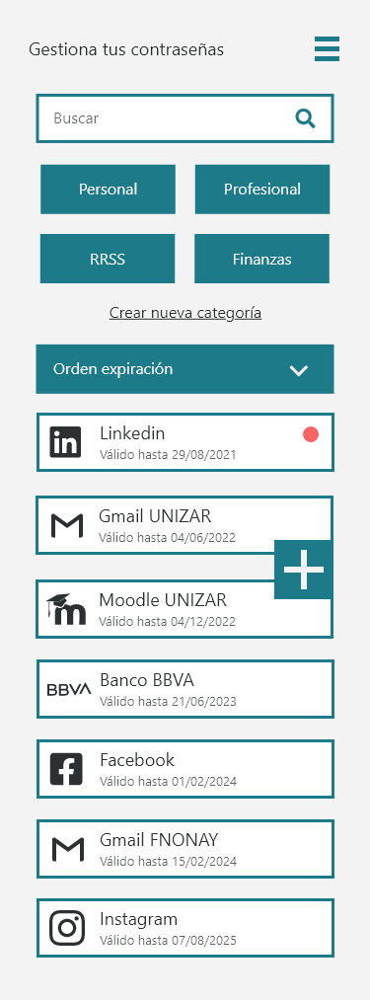 Gestiona tus contraseñas
Buscar
Personal
Profesional
RRSS
Finanzas
Crear nueva categoría
Orden expiración
in
Linkedin
Válido hasta 29/08/2021
Gmail UNIZAR
Válido hasta 04/06/2022
m
Moodle UNIZAR
Válido hasta 04/12/2022
BBVA
Banco BBVA
Válido hasta 21/06/2023
Facebook
Válido hasta 01/02/2024
Gmail FNONAY
Válido hasta 15/02/2024
Instagram
Válido hasta 07/08/2025